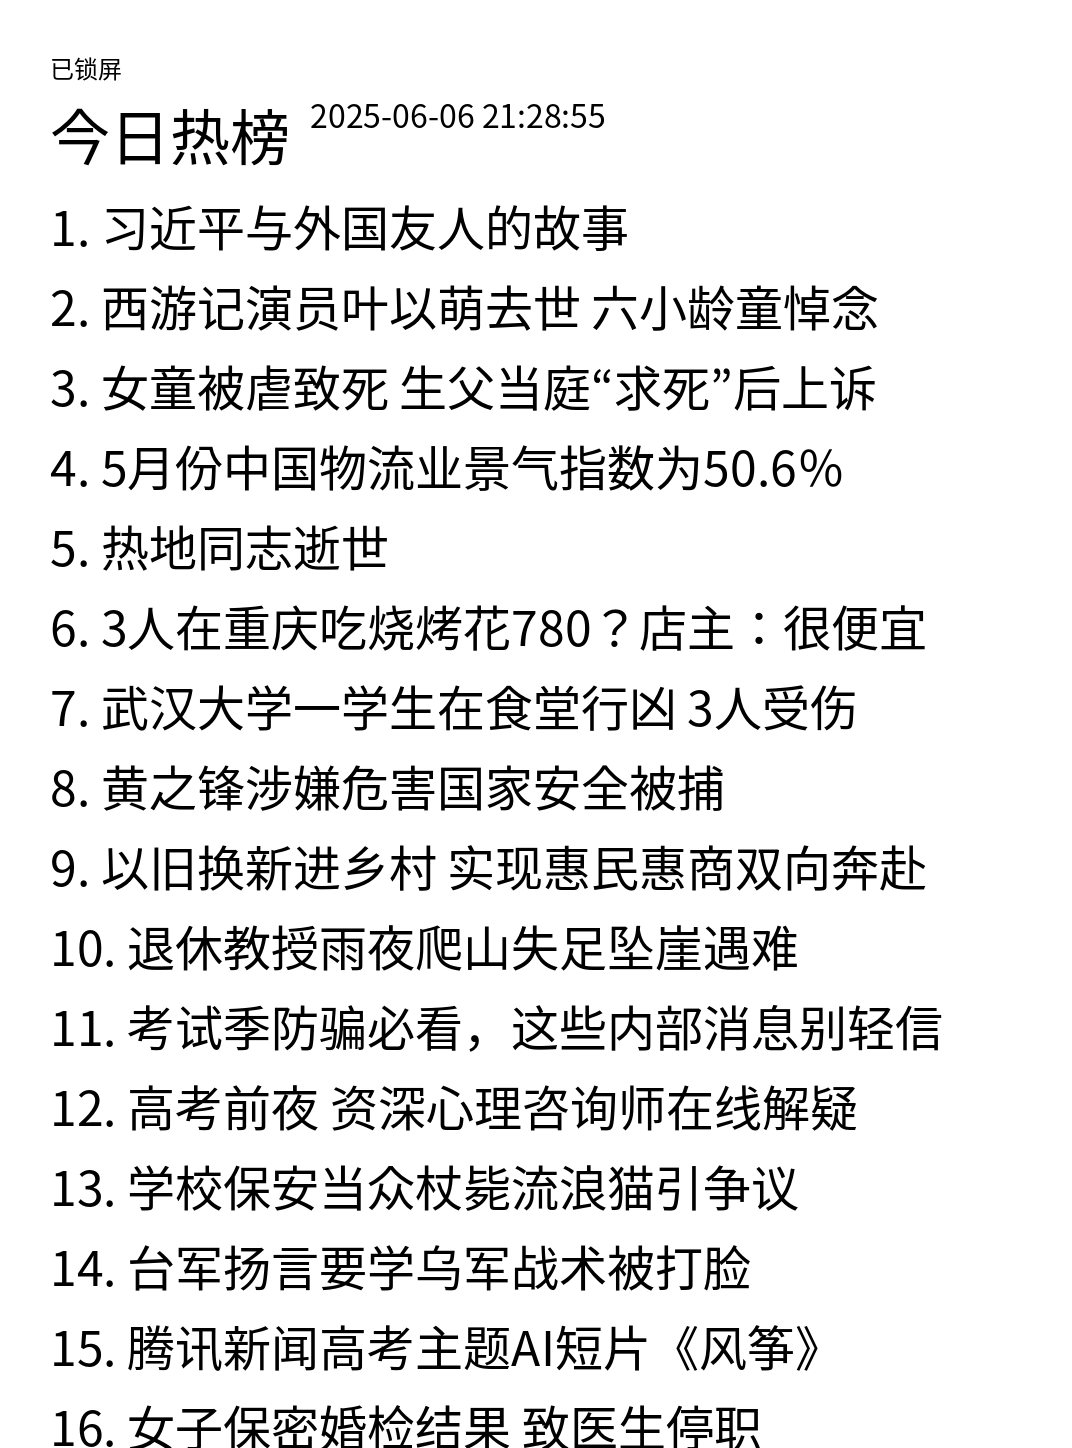 已锁屏
今日热榜 2025-06-06 21:28:55
1. 习近平与外国友人的故事
2. 西游记演员叶以萌去世 六小龄童悼念
3. 女童被虐致死 生父当庭“求死”后上诉
4. 5月份中国物流业景气指数为50.6%
5. 热地同志逝世
6. 3人在重庆吃烧烤花780？店主：很便宜
7. 武汉大学一学生在食堂行凶 3人受伤
8. 黄之锋涉嫌危害国家安全被捕
9. 以旧换新进乡村 实现惠民惠商双向奔赴
10. 退休教授雨夜爬山失足坠崖遇难
11. 考试季防骗必看，这些内部消息别轻信
12. 高考前夜 资深心理咨询师在线解疑
13. 学校保安当众杖毙流浪猫引争议
14. 台军扬言要学乌军战术被打脸
15. 腾讯新闻高考主题AI短片《风筝》
16. 女子保密婚检结果 致医生停职